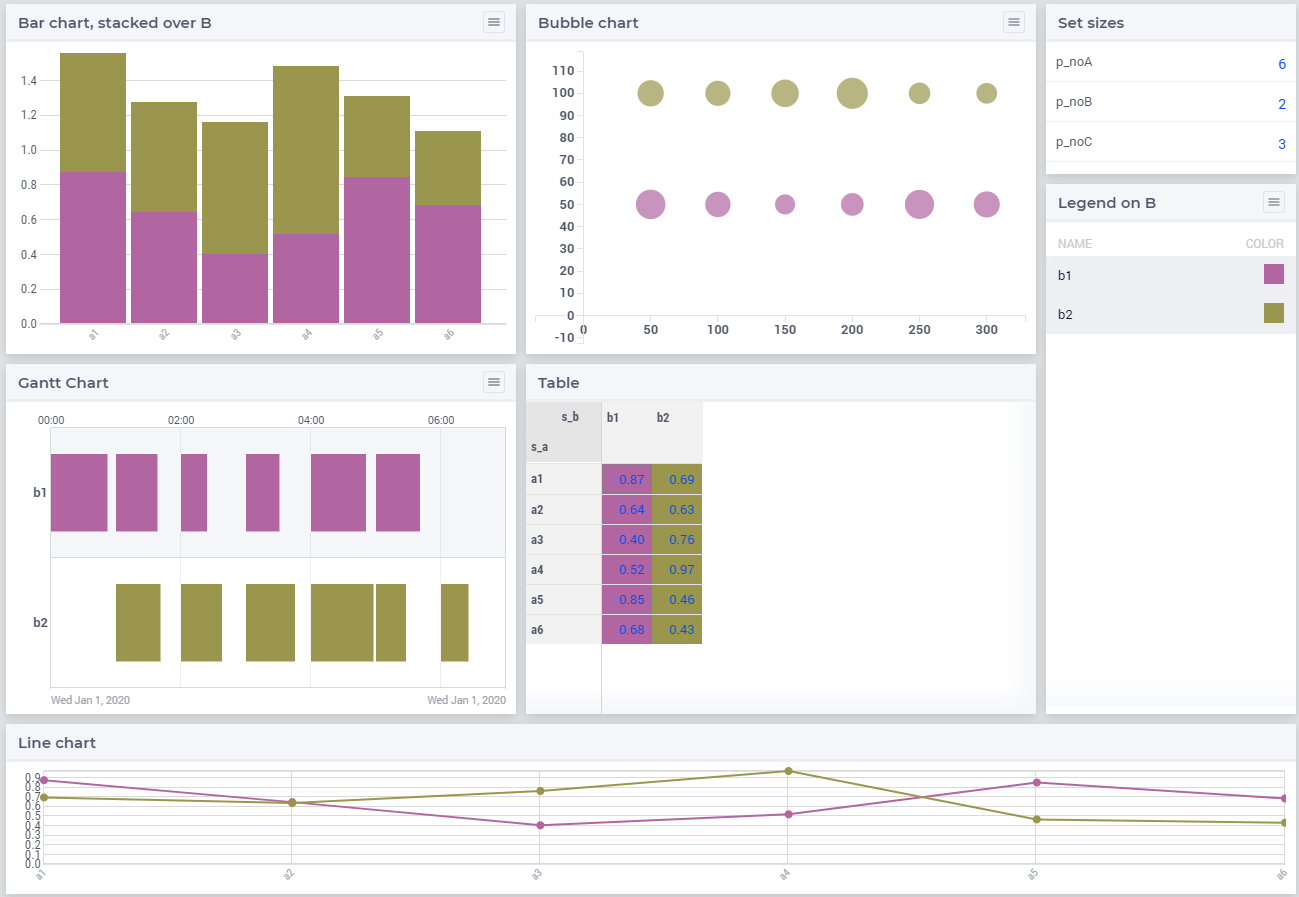 Bar chart, stacked over B
1.4
1.2
1.0
0.8
0.6
0.4
0.2
0.0
a1 a2 a3 a4 a5 a6
Bubble chart
110
100
90
80
70
60
50
40
30
20
10
0
-10
0 50 100 150 200 250 300
Set sizes
p_noA 6
p_noB 2
p_noC 3
Legend on B
NAME COLOR
b1
b2
Gantt Chart
00:00 02:00 04:00 06:00
b1
b2
Wed Jan 1, 2020 Wed Jan 1, 2020
Table
s_b b1 b2
s_a
a1 0.87 0.69
a2 0.64 0.63
a3 0.40 0.76
a4 0.52 0.97
a5 0.85 0.46
a6 0.68 0.43
Line chart
0.9
0.8
0.7
0.6
0.5
0.4
0.3
0.2
0.1
0.0
a1 a2 a3 a4 a5 a6